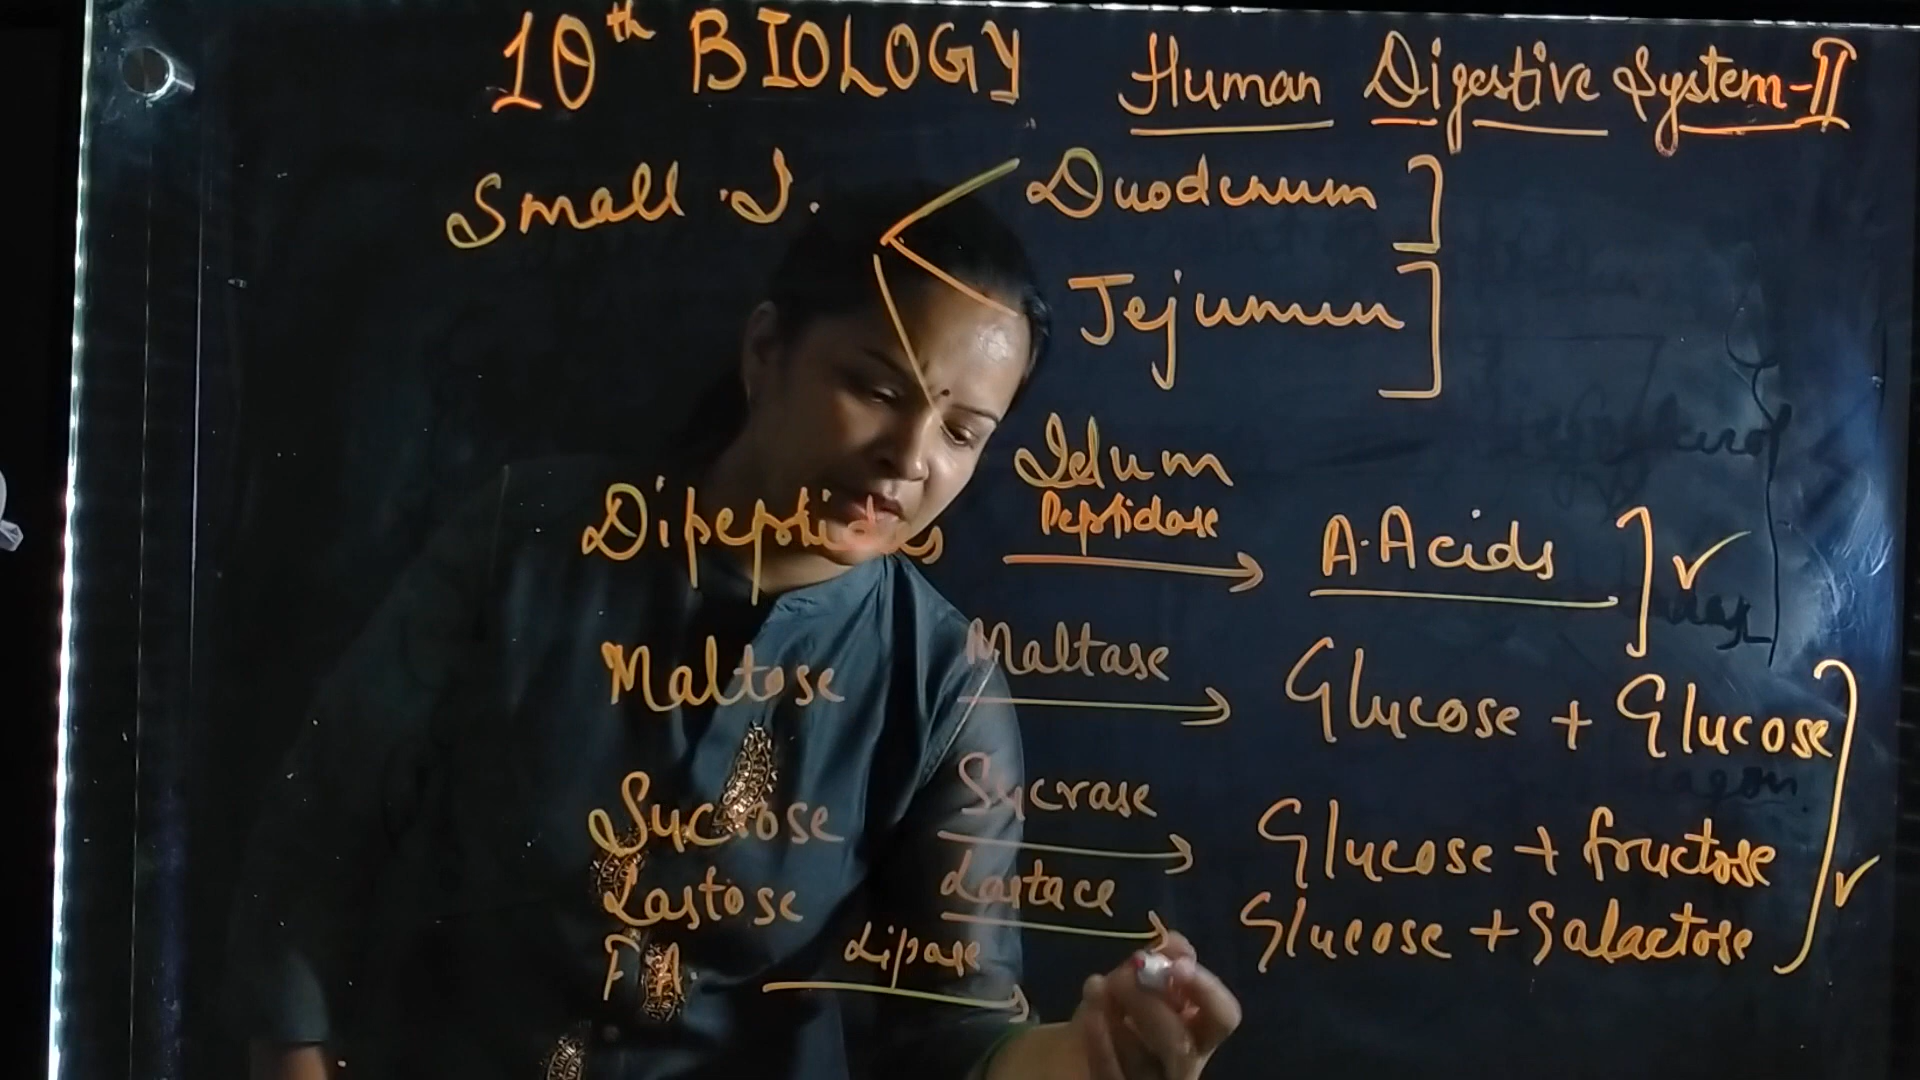 10th BIOLOGY Human Digestive System-II
Small I. Duodenum
Jejunum
Ileum
Dipeptides Peptidase A.Acids
Maltose Maltase Glucose + Glucose
Sucrose Sucrase Glucose + fructose
Lactose Lactace Glucose + Galactose
F.A. Lipase